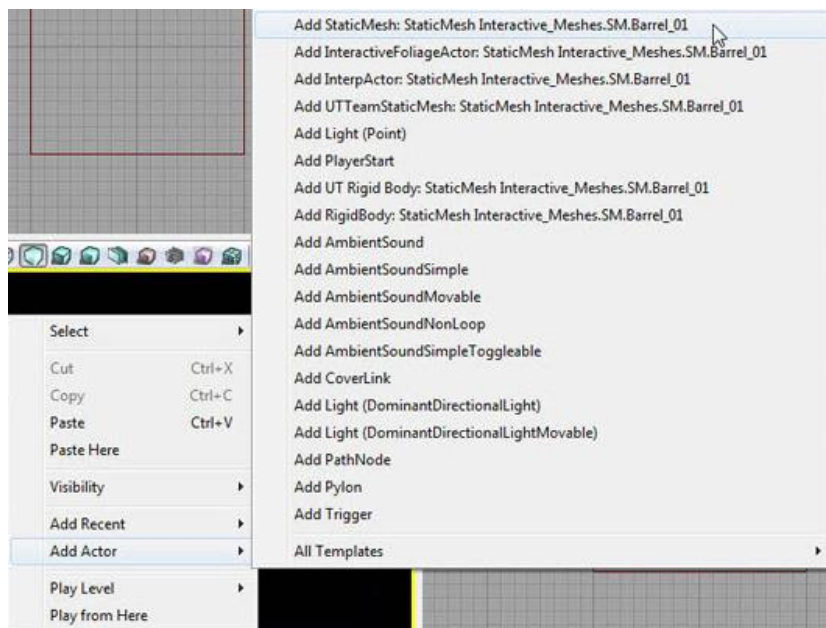 Add StaticMesh: StaticMesh Interactive_Meshes.SM.Barrel_01
Add InteractiveFoliageActor: StaticMesh Interactive_Meshes.SM.Barrel_01
Add InterpActor: StaticMesh Interactive_Meshes.SM.Barrel_01
Add UTTeamStaticMesh: StaticMesh Interactive_Meshes.SM.Barrel_01
Add Light (Point)
Add PlayerStart
Add UT Rigid Body: StaticMesh Interactive_Meshes.SM.Barrel_01
Add RigidBody: StaticMesh Interactive_Meshes.SM.Barrel_01
Add AmbientSound
Add AmbientSoundSimple
Add AmbientSoundMovable
Add AmbientSoundNonLoop
Add AmbientSoundSimpleToggleable
Add CoverLink
Add Light (DominantDirectionalLight)
Add Light (DominantDirectionalLightMovable)
Add PathNode
Add Pylon
Add Trigger
All Templates
Select
Cut Ctrl+X
Copy Ctrl+C
Paste Ctrl+V
Paste Here
Visibility
Add Recent
Add Actor
Play Level
Play from Here